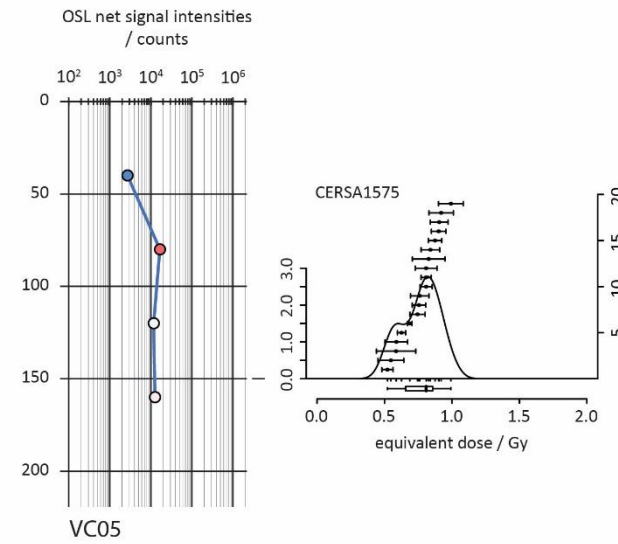 OSL net signal intensities
/ counts
10² 10³ 10⁴ 10⁵ 10⁶
0
50
100
150
200
VC05
CERSA1575
3.0
2.0
1.0
0.0
20
15
10
5
0.0 0.5 1.0 1.5 2.0
equivalent dose / Gy